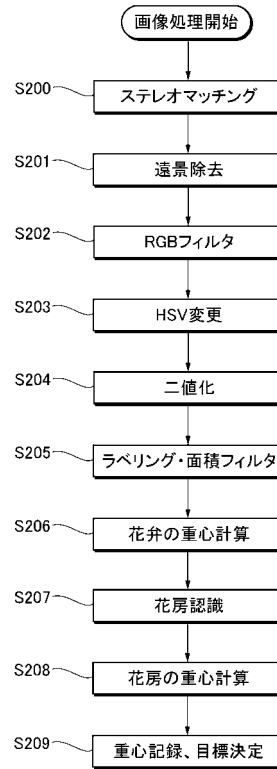 画像処理開始
S200
ステレオマッチング
S201
遠景除去
S202
RGBフィルタ
S203
HSV変更
S204
二値化
S205
ラベリング・面積フィルタ
S206
花弁の重心計算
S207
花房認識
S208
花房の重心計算
S209
重心記録、目標決定